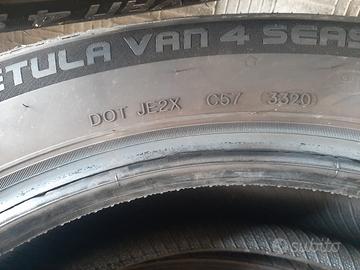 ETULA VAN 4 SEAS
DOT JE2X C57 3320
subito